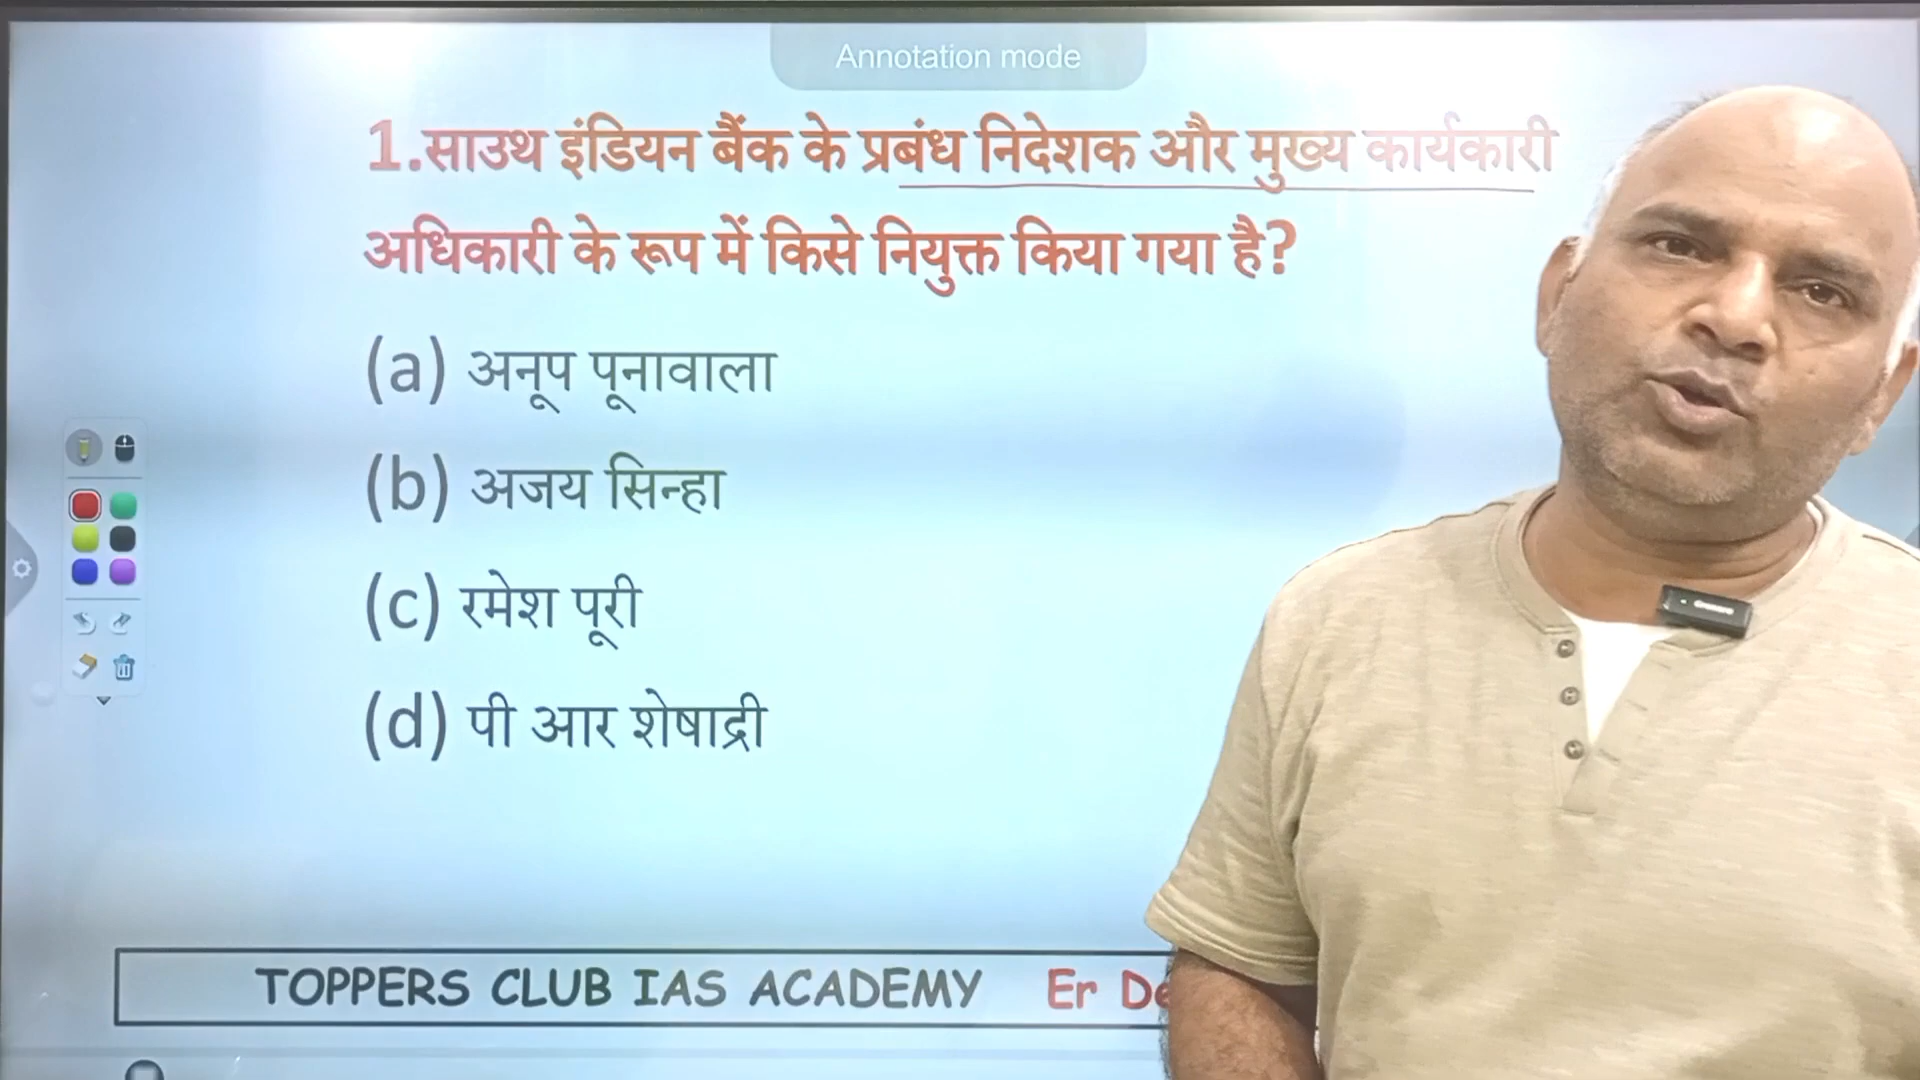 Annotation mode
1.साउथ इंडियन बैंक के प्रबंध निदेशक और मुख्य कार्यकारी
अधिकारी के रूप में किसे नियुक्त किया गया है?
(a) अनूप पूनावाला
(b) अजय सिन्हा
(c) रमेश पूरी
(d) पी आर शेषाद्री
TOPPERS CLUB IAS ACADEMY Er